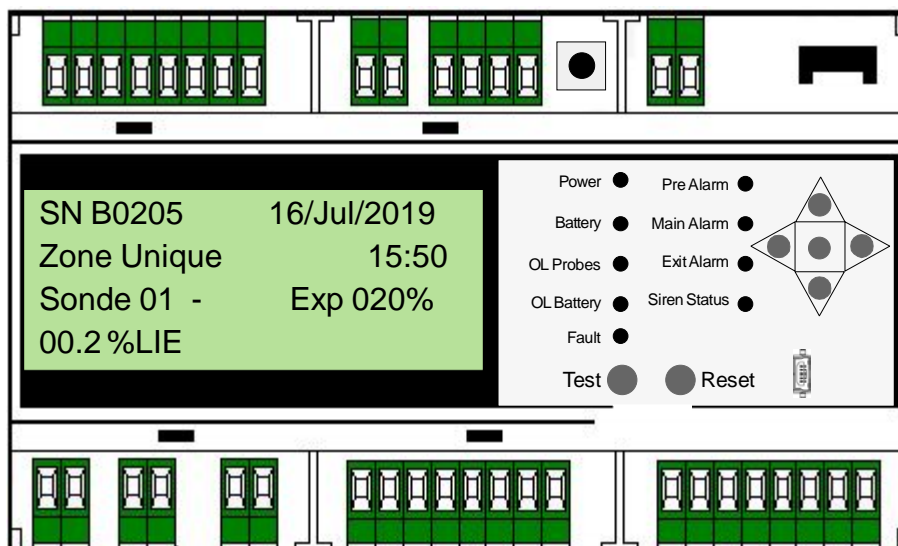 SN B0205 16/Jul/2019
Zone Unique 15:50
Sonde 01 - Exp 020%
00.2 %LIE
Power Pre Alarm
Battery Main Alarm
OL Probes Exit Alarm
OL Battery Siren Status
Fault
Test Reset